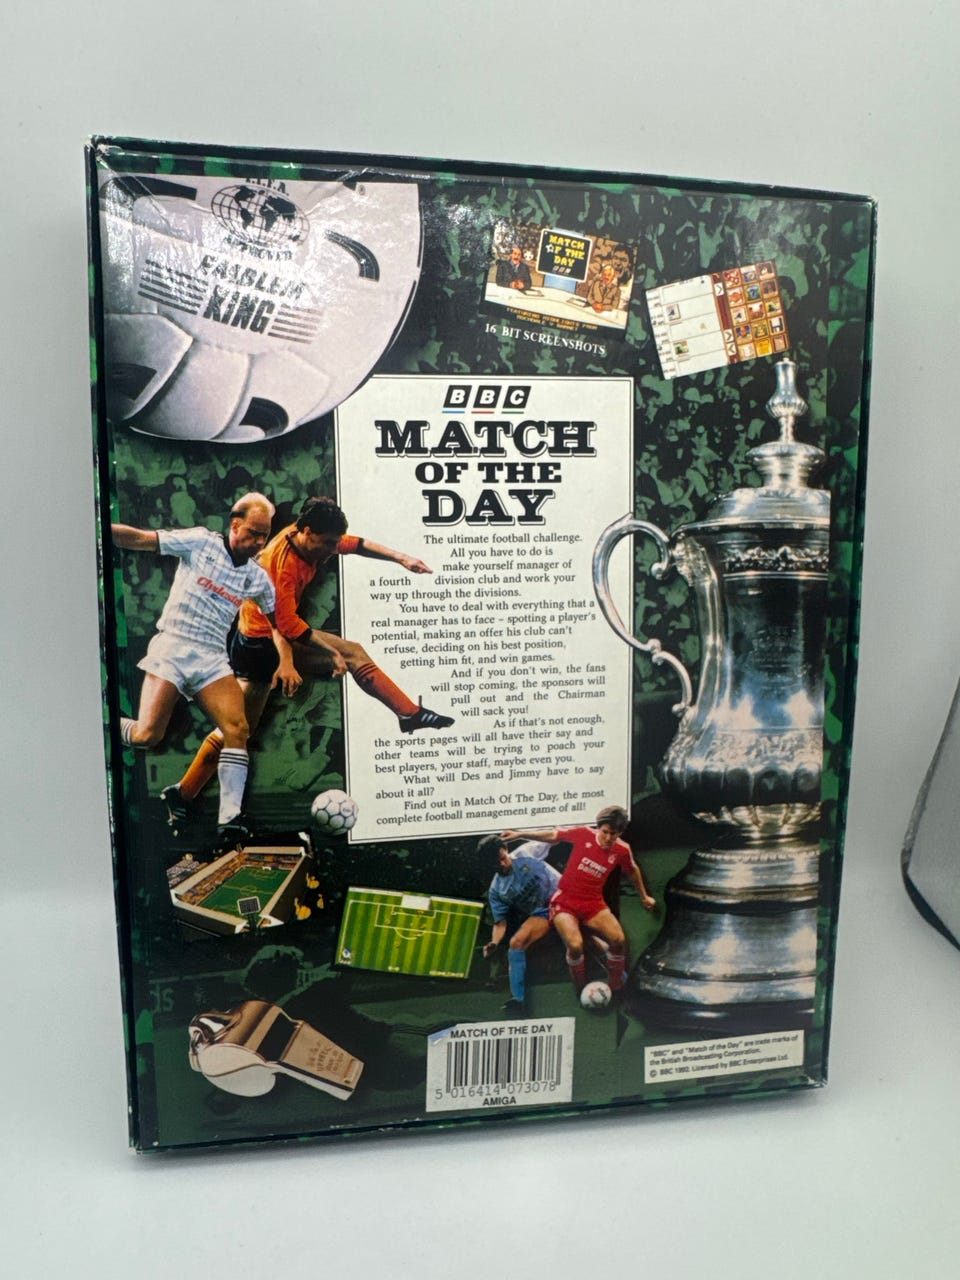 F.I.F.A.
APPROVED
EMBLEM
KING
MATCH
OF THE
DAY
BBC
FEATURING HIGHLIGHTS FROM
ROCHDALE V BARNET
16 BIT SCREENSHOTS
BBC
MATCH
OF THE
DAY
The ultimate football challenge.
All you have to do is
make yourself manager of
a fourth division club and work your
way up through the divisions.
You have to deal with everything that a
real manager has to face – spotting a player's
potential, making an offer his club can't
refuse, deciding on his best position,
getting him fit, and win games.
And if you don't win, the fans
will stop coming, the sponsors will
pull out and the Chairman
will sack you!
As if that's not enough,
the sports pages will all have their say and
other teams will be trying to poach your
best players, your staff, maybe even you.
What will Des and Jimmy have to say
about it all?
Find out in Match Of The Day, the most
complete football management game of all!
Clydesdale
crown
paints
MATCH OF THE DAY
5 016414 073078
AMIGA
"BBC" and "Match of the Day" are trade marks of
the British Broadcasting Corporation.
© BBC 1992. Licensed by BBC Enterprises Ltd.